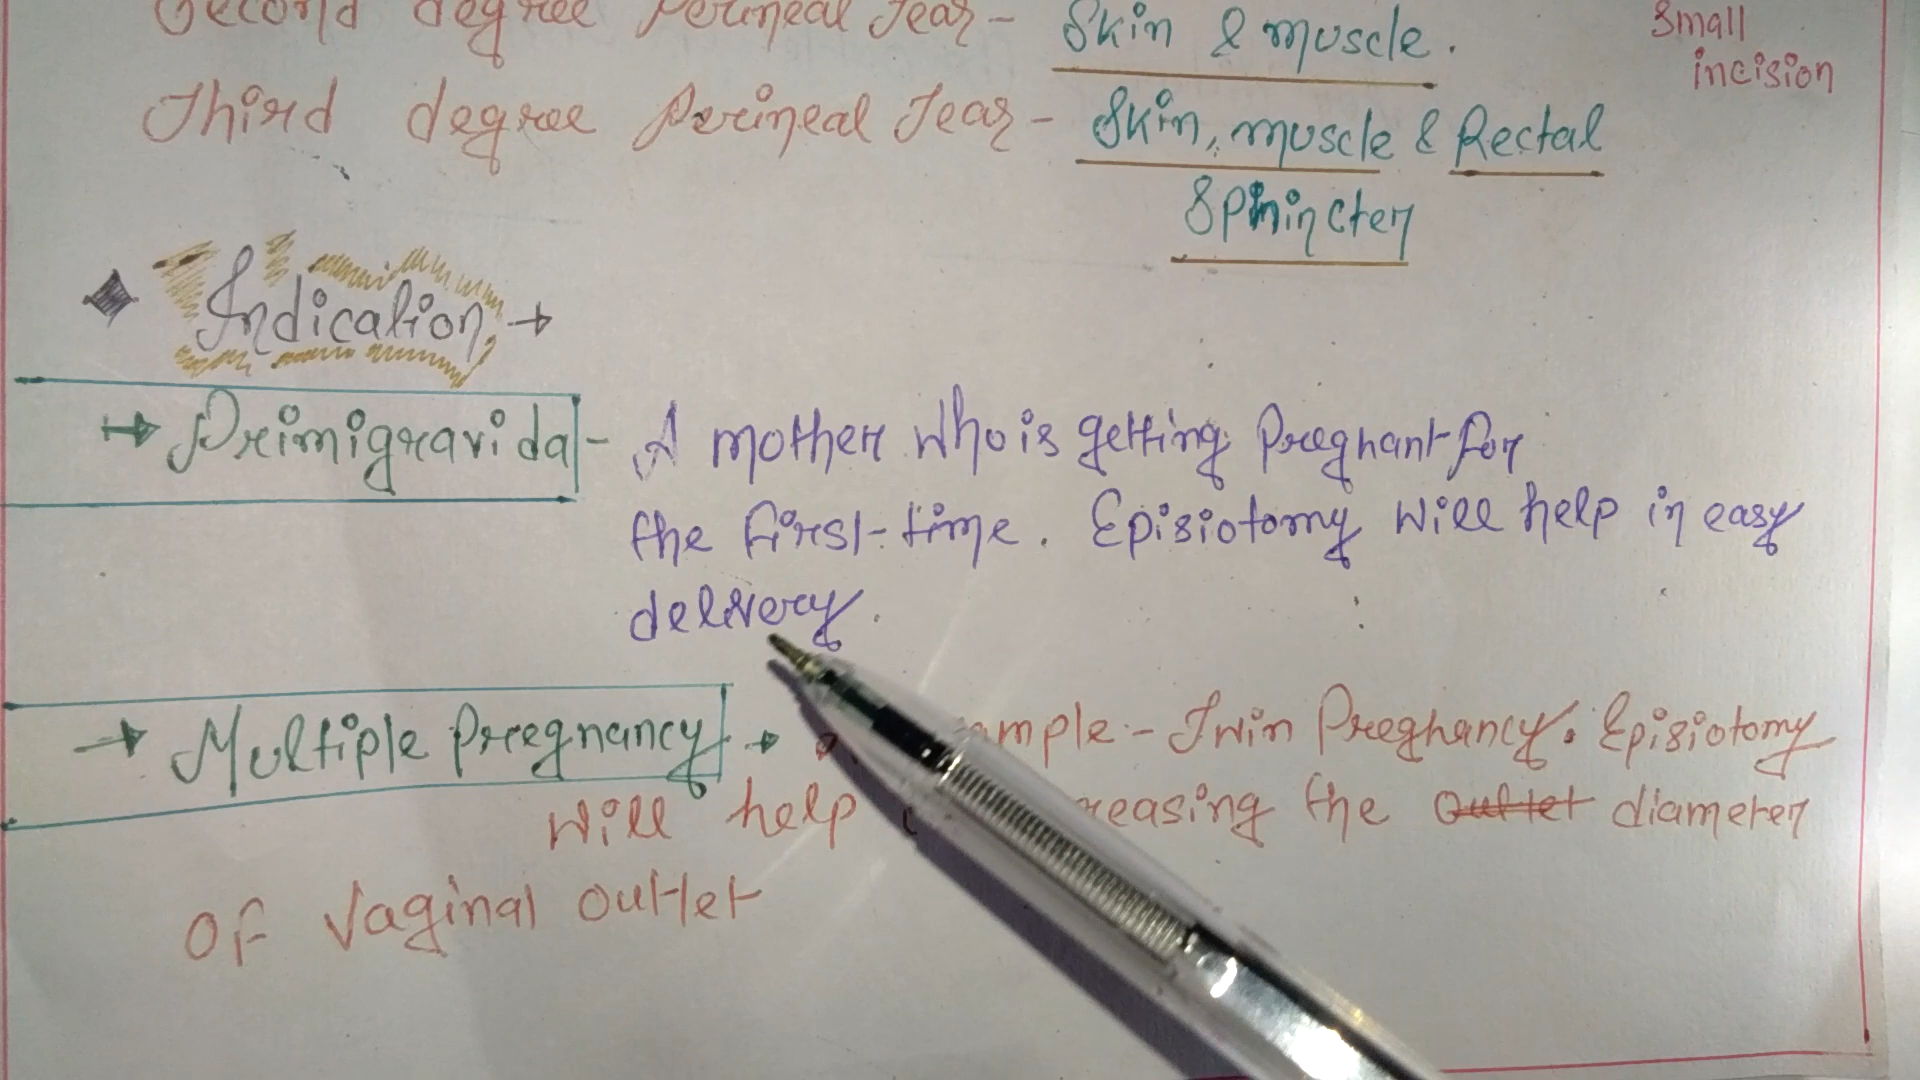 Second degree Perineal Tear - Skin & muscle.
Small
incision
Third degree Perineal Tear - Skin, muscle & Rectal
Sphincter
Indication →
→ Primigravida - A mother who is getting Pregnant for
the first-time. Episiotomy will help in easy
delivery.
→ Multiple Pregnancy → Twin Pregnancy. Episiotomy
will help the outlet diameter
of vaginal outlet